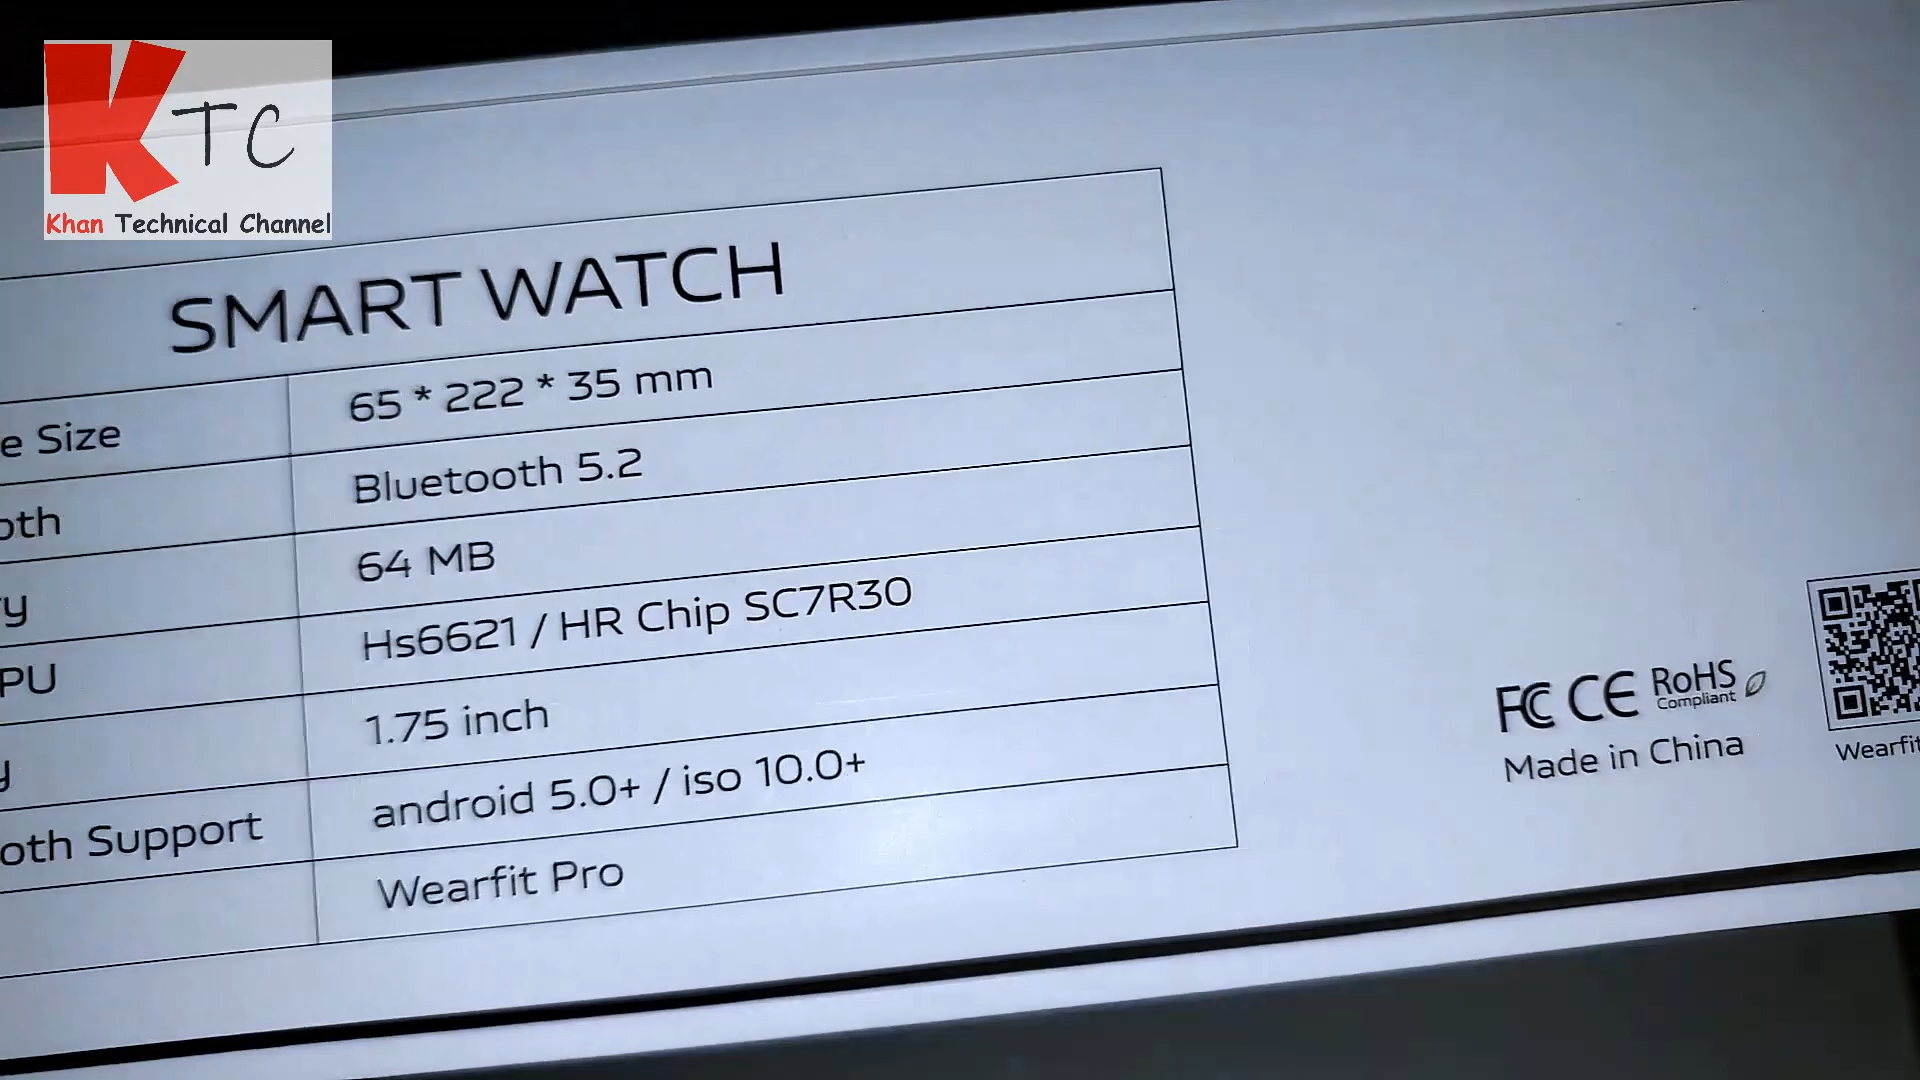 K TC
Khan Technical Channel
SMART WATCH
e Size 65 * 222 * 35 mm
oth Bluetooth 5.2
y 64 MB
PU Hs6621 / HR Chip SC7R30
y 1.75 inch
oth Support android 5.0+ / iso 10.0+
Wearfit Pro
FC CE RoHS
Compliant
Made in China
Wearfit